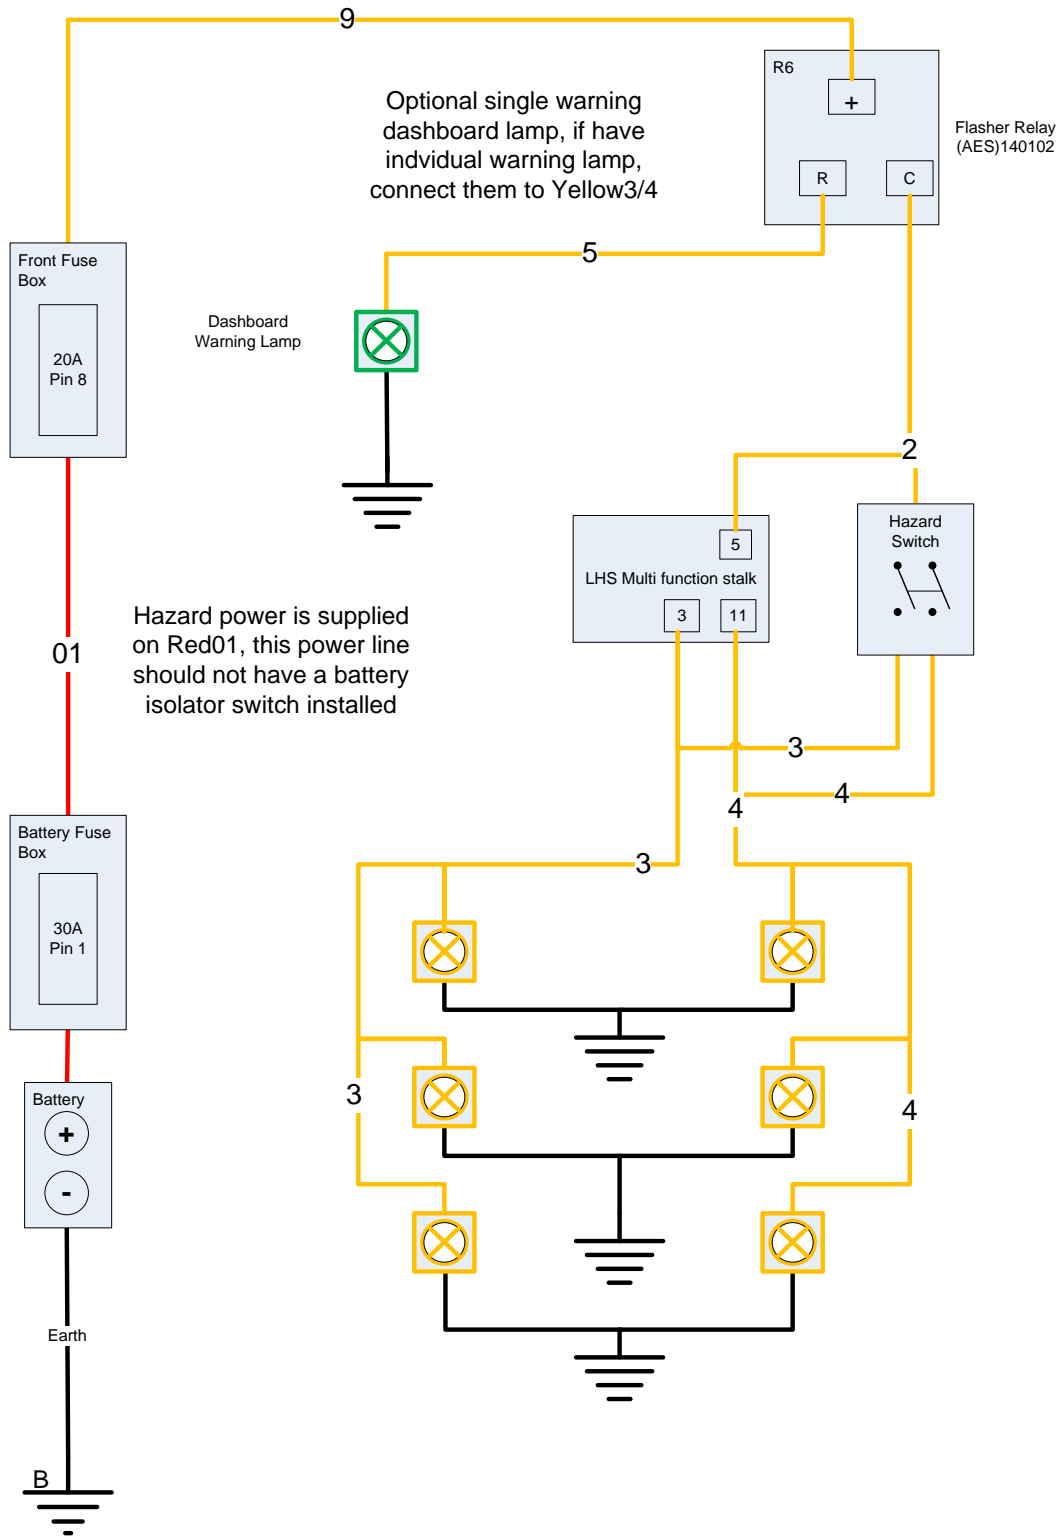 9
R6
+
Flasher Relay
(AES)140102
R
C
Optional single warning
dashboard lamp, if have
indvidual warning lamp,
connect them to Yellow3/4
5
Front Fuse
Box
20A
Pin 8
Dashboard
Warning Lamp
2
Hazard
Switch
5
LHS Multi function stalk
3
11
Hazard power is supplied
on Red01, this power line
should not have a battery
isolator switch installed
01
3
4
4
3
Battery Fuse
Box
30A
Pin 1
Battery
+
-
3
4
Earth
B